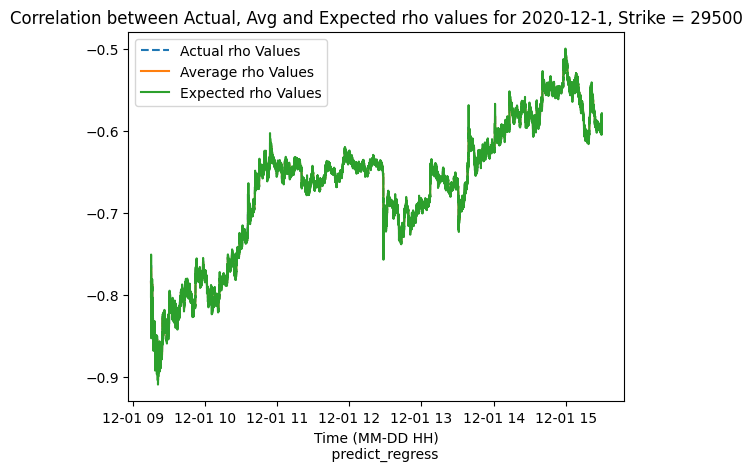 Correlation between Actual, Avg and Expected rho values for 2020-12-1, Strike = 29500
Actual rho Values
Average rho Values
Expected rho Values
−0.5
−0.6
−0.7
−0.8
−0.9
12-01 09 12-01 10 12-01 11 12-01 12 12-01 13 12-01 14 12-01 15
Time (MM-DD HH)
predict_regress